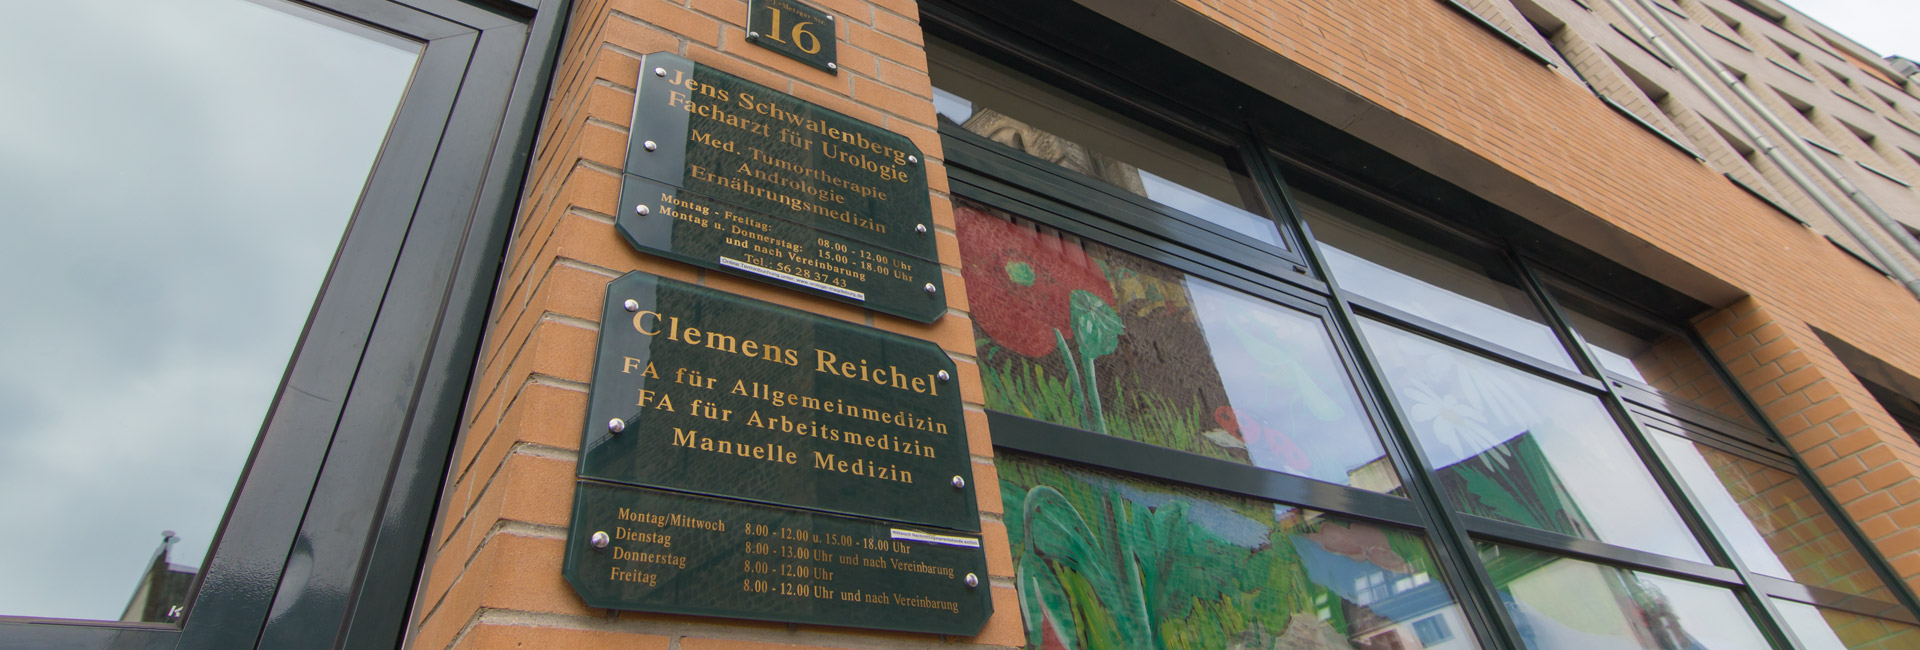 16
Jens Schwalenberg
Facharzt für Urologie
Med. Tumortherapie
Andrologie
Ernährungsmedizin
Montag - Freitag: 08.00 - 12.00 Uhr
Montag u. Donnerstag: 15.00 - 18.00 Uhr
und nach Vereinbarung
Tel.: 56 28 37 43
Clemens Reichel
FA für Allgemeinmedizin
FA für Arbeitsmedizin
Manuelle Medizin
Montag/Mittwoch 8.00 - 12.00 u. 15.00 - 18.00 Uhr
Dienstag 8:00 - 13.00 Uhr und nach Vereinbarung
Donnerstag 8.00 - 12.00 Uhr
Freitag 8.00 - 12.00 Uhr und nach Vereinbarung